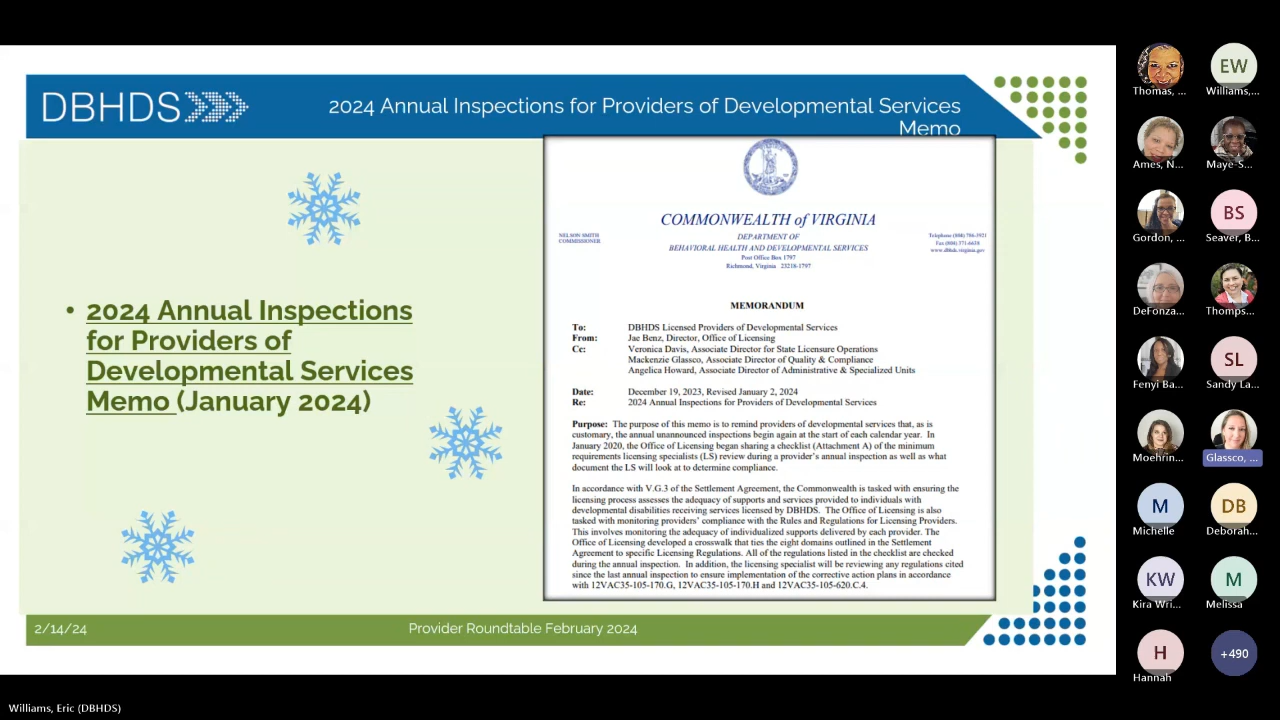 DBHDS
2024 Annual Inspections for Providers of Developmental Services
Memo
• 2024 Annual Inspections
for Providers of
Developmental Services
Memo (January 2024)
COMMONWEALTH of VIRGINIA
NELSON SMITH
COMMISSIONER
DEPARTMENT OF
BEHAVIORAL HEALTH AND DEVELOPMENTAL SERVICES
Post Office Box 1797
Richmond, Virginia 23218-1797
Telephone (804) 786-3921
Fax (804) 371-6638
www.dbhds.virginia.gov
MEMORANDUM
To: DBHDS Licensed Providers of Developmental Services
From: Jae Benz, Director, Office of Licensing
Cc: Veronica Davis, Associate Director for State Licensure Operations
Mackenzie Glassco, Associate Director of Quality & Compliance
Angelica Howard, Associate Director of Administrative & Specialized Units
Date: December 19, 2023, Revised January 2, 2024
Re: 2024 Annual Inspections for Providers of Developmental Services
Purpose: The purpose of this memo is to remind providers of developmental services that, as is
customary, the annual unannounced inspections begin again at the start of each calendar year. In
January 2020, the Office of Licensing began sharing a checklist (Attachment A) of the minimum
requirements licensing specialists (LS) review during a provider's annual inspection as well as what
document the LS will look at to determine compliance.
In accordance with V.G.3 of the Settlement Agreement, the Commonwealth is tasked with ensuring the
licensing process assesses the adequacy of supports and services provided to individuals with
developmental disabilities receiving services licensed by DBHDS. The Office of Licensing is also
tasked with monitoring providers' compliance with the Rules and Regulations for Licensing Providers.
This involves monitoring the adequacy of individualized supports delivered by each provider. The
Office of Licensing developed a crosswalk that ties the eight domains outlined in the Settlement
Agreement to specific Licensing Regulations. All of the regulations listed in the checklist are checked
during the annual inspection. In addition, the licensing specialist will be reviewing any regulations cited
since the last annual inspection to ensure implementation of the corrective action plans in accordance
with 12VAC35-105-170.G, 12VAC35-105-170.H and 12VAC35-105-620.C.4.
2/14/24
Provider Roundtable February 2024
Thomas, ...
EW
Williams,...
Ames, N...
Maye-S...
Gordon, ...
BS
Seaver, B...
DeFonza...
Thomps...
Fenyi Ba...
SL
Sandy La...
Moehrin...
Glassco, ...
M
Michelle
DB
Deborah...
KW
Kira Wri...
M
Melissa
H
Hannah
+490
Williams, Eric (DBHDS)